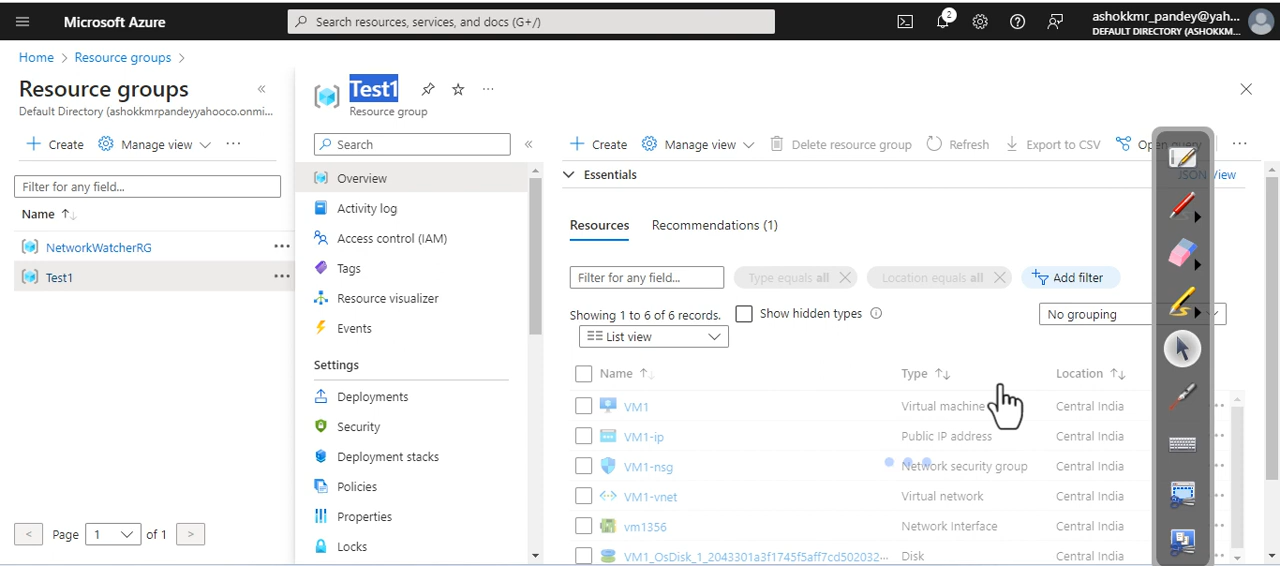 Microsoft Azure
Search resources, services, and docs (G+/)
2
ashokkmr_pandey@yah...
DEFAULT DIRECTORY (ASHOKKM...
Home > Resource groups >
Resource groups
Default Directory (ashokkmrpandeyyahooco.onmi...
Create
Manage view
Filter for any field...
Name
NetworkWatcherRG
Test1
< Page 1 of 1 >
Test1
Resource group
Search
Overview
Activity log
Access control (IAM)
Tags
Resource visualizer
Events
Settings
Deployments
Security
Deployment stacks
Policies
Properties
Locks
Create Manage view Delete resource group Refresh Export to CSV Open query
Essentials
JSON View
Resources Recommendations (1)
Filter for any field... Type equals all Location equals all Add filter
Showing 1 to 6 of 6 records. Show hidden types
No grouping
List view
Name Type Location
VM1 Virtual machine Central India
VM1-ip Public IP address Central India
VM1-nsg Network security group Central India
VM1-vnet Virtual network Central India
vm1356 Network Interface Central India
VM1_OsDisk_1_2043301a3f1745f5aff7cd502032... Disk Central India